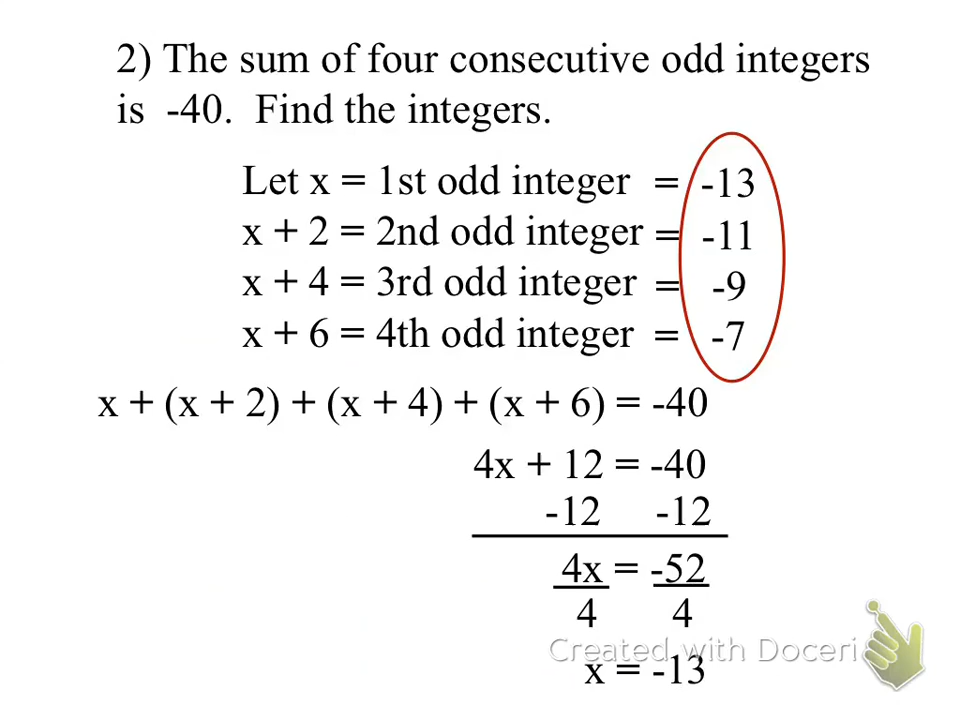 2) The sum of four consecutive odd integers
is -40. Find the integers.
Let x = 1st odd integer = -13
x + 2 = 2nd odd integer = -11
x + 4 = 3rd odd integer = -9
x + 6 = 4th odd integer = -7
x + (x + 2) + (x + 4) + (x + 6) = -40
4x + 12 = -40
-12 -12
4x = -52
4 4
Created with Doceri
x = -13